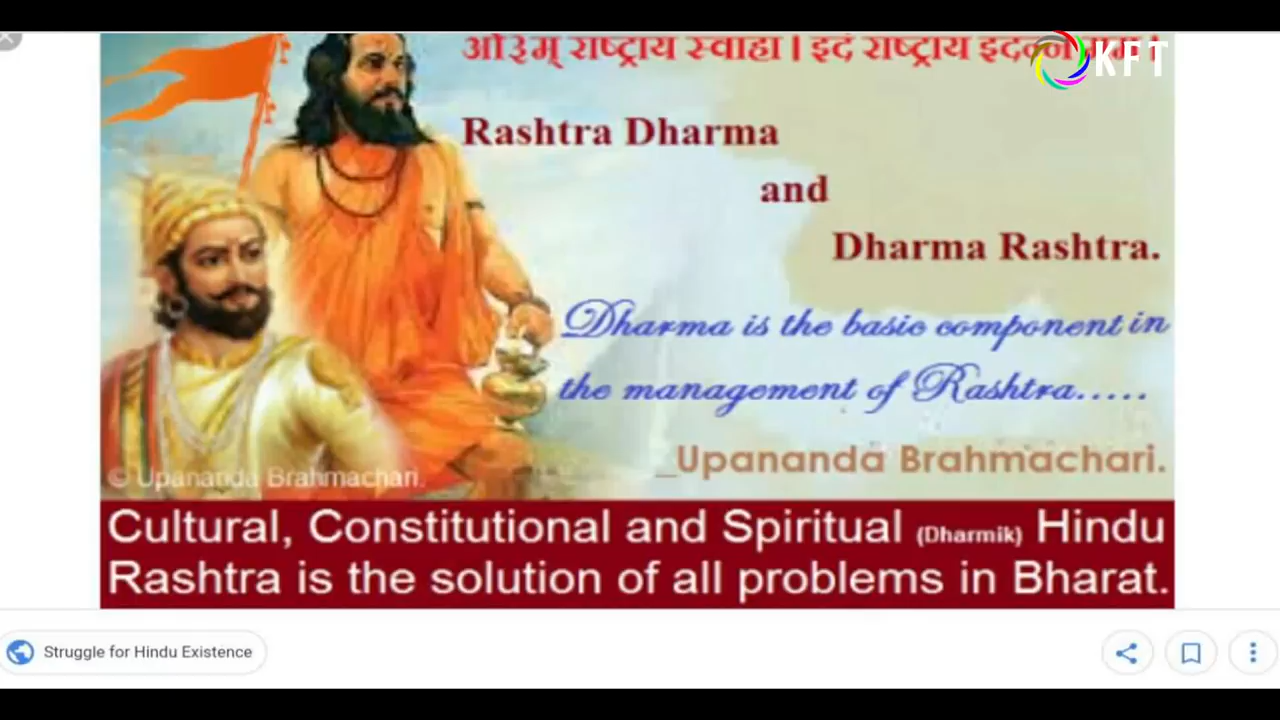 ओ३म् राष्ट्राय स्वाहा। इदं राष्ट्राय
KFT
Rashtra Dharma
and
Dharma Rashtra.
Dharma is the basic component in
the management of Rashtra.....
_Upananda Brahmachari.
© Upananda Brahmachari.
Cultural, Constitutional and Spiritual (Dharmik) Hindu
Rashtra is the solution of all problems in Bharat.
Struggle for Hindu Existence